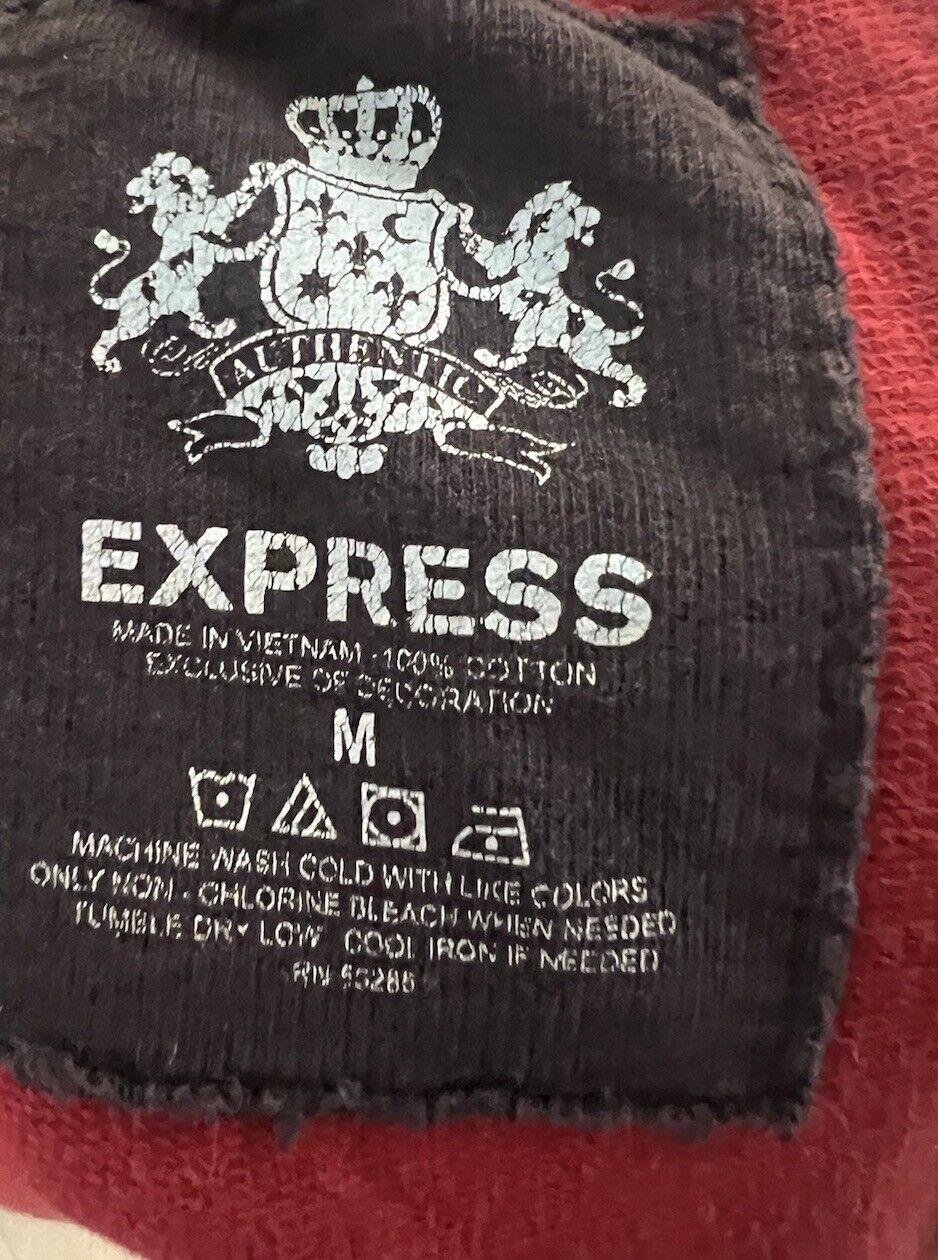 AUTHENTIC
EXPRESS
MADE IN VIETNAM · 100% COTTON
EXCLUSIVE OF DECORATION
M
MACHINE WASH COLD WITH LIKE COLORS
ONLY NON - CHLORINE BLEACH WHEN NEEDED
TUMBLE DRY LOW COOL IRON IF NEEDED
RN 55285